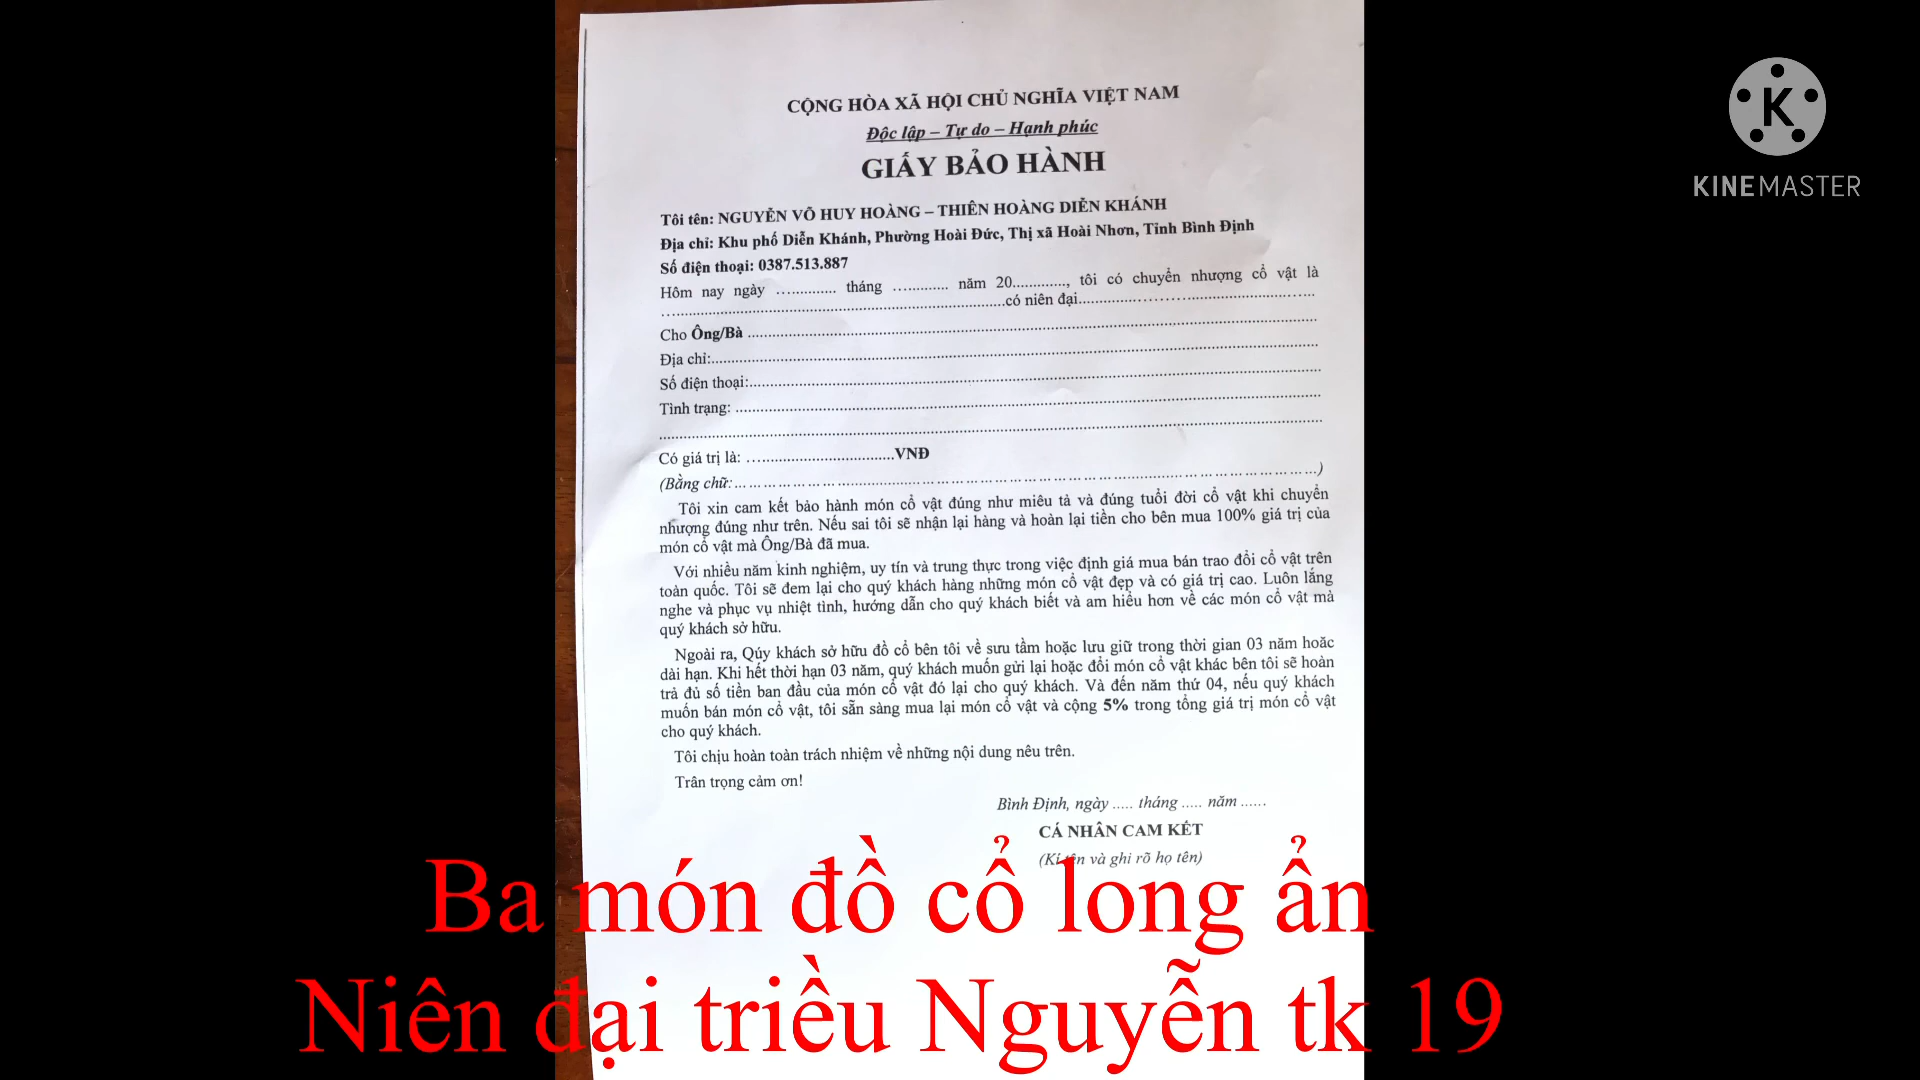 CỘNG HÒA XÃ HỘI CHỦ NGHĨA VIỆT NAM
Độc lập – Tự do – Hạnh phúc
GIẤY BẢO HÀNH
Tôi tên: NGUYỄN VÕ HUY HOÀNG – THIÊN HOÀNG DIỄN KHÁNH
Địa chỉ: Khu phố Diễn Khánh, Phường Hoài Đức, Thị xã Hoài Nhơn, Tỉnh Bình Định
Số điện thoại: 0387.513.887
Hôm nay ngày .............. tháng .............. năm 20............., tôi có chuyển nhượng cổ vật là
....................................................................................có niên đại..........................................................
Cho Ông/Bà ..............................................................................................................................................
Địa chỉ:.....................................................................................................................................................
Số điện thoại:............................................................................................................................................
Tình trạng: ................................................................................................................................................
..................................................................................................................................................................
Có giá trị là: ....................................VNĐ
(Bằng chữ:................................................................................................................................................)
Tôi xin cam kết bảo hành món cổ vật đúng như miêu tả và đúng tuổi đời cổ vật khi chuyển
nhượng đúng như trên. Nếu sai tôi sẽ nhận lại hàng và hoàn lại tiền cho bên mua 100% giá trị của
món cổ vật mà Ông/Bà đã mua.
Với nhiều năm kinh nghiệm, uy tín và trung thực trong việc định giá mua bán trao đổi cổ vật trên
toàn quốc. Tôi sẽ đem lại cho quý khách hàng những món cổ vật đẹp và có giá trị cao. Luôn lắng
nghe và phục vụ nhiệt tình, hướng dẫn cho quý khách biết và am hiểu hơn về các món cổ vật mà
quý khách sở hữu.
Ngoài ra, Qúy khách sở hữu đồ cổ bên tôi về sưu tầm hoặc lưu giữ trong thời gian 03 năm hoăc
dài hạn. Khi hết thời hạn 03 năm, quý khách muốn gửi lại hoặc đổi món cổ vật khác bên tôi sẽ hoàn
trả đủ số tiền ban đầu của món cổ vật đó lại cho quý khách. Và đến năm thứ 04, nếu quý khách
muốn bán món cổ vật, tôi sẵn sàng mua lại món cổ vật và cộng 5% trong tổng giá trị món cổ vật
cho quý khách.
Tôi chịu hoàn toàn trách nhiệm về những nội dung nêu trên.
Trân trọng cảm ơn!
Bình Định, ngày ..... tháng ..... năm ......
CÁ NHÂN CAM KẾT
(Kí tên và ghi rõ họ tên)
Ba món đồ cổ long ẩn
Niên đại triều Nguyễn tk 19
K
KINEMASTER